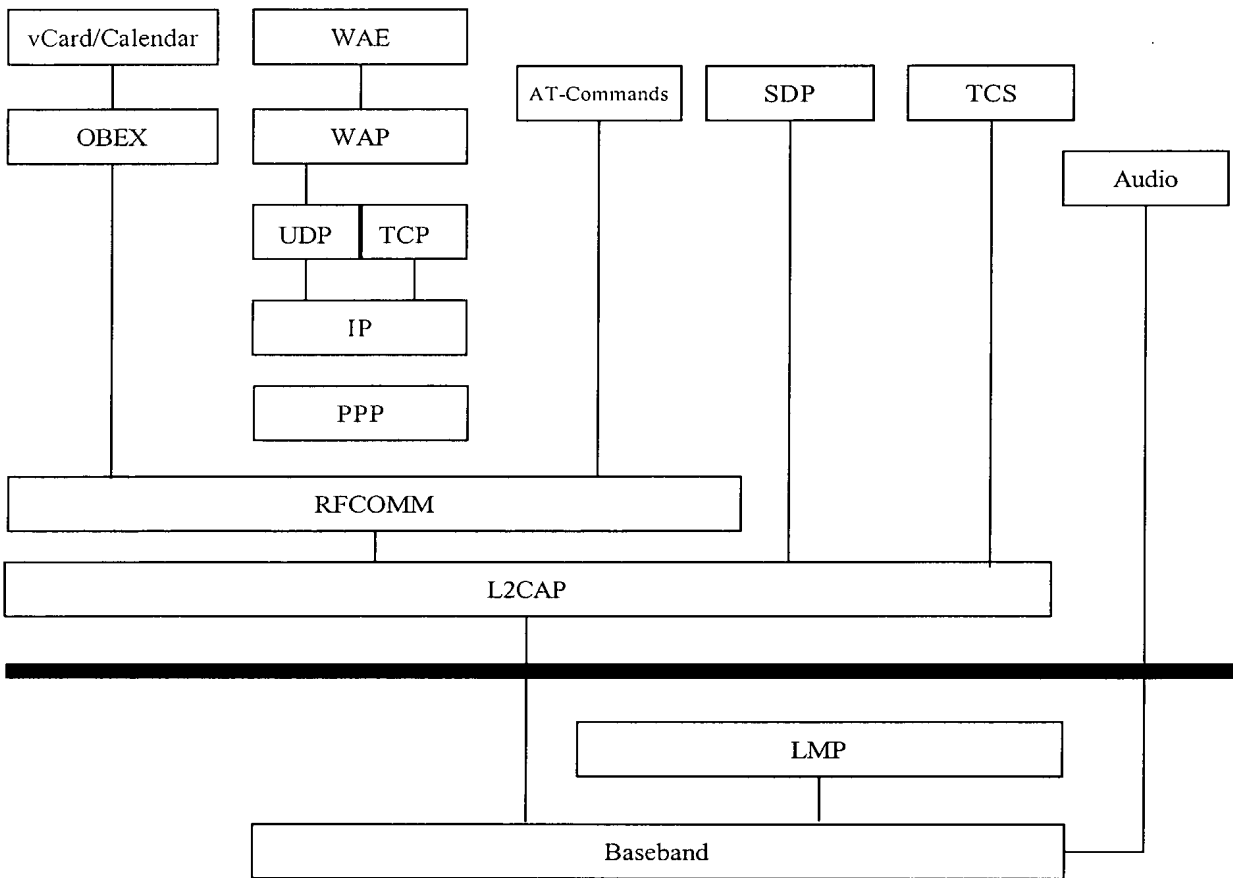 vCard/Calendar
WAE
AT-Commands
SDP
TCS
OBEX
WAP
Audio
UDP
TCP
IP
PPP
RFCOMM
L2CAP
LMP
Baseband